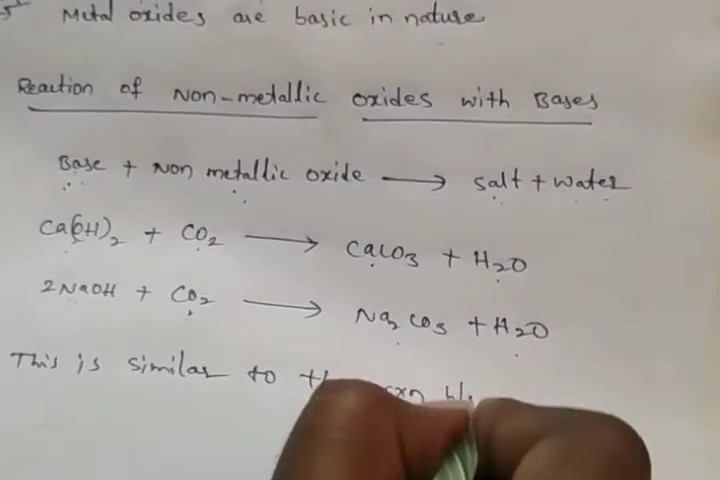 Metal oxides are basic in nature
Reaction of Non-metallic oxides with Bases
Base + Non metallic oxide ⟶ salt + water
Ca(OH)₂ + CO₂ ⟶ CaCO₃ + H₂O
2NaOH + CO₂ ⟶ Na₂CO₃ + H₂O
This is similar to